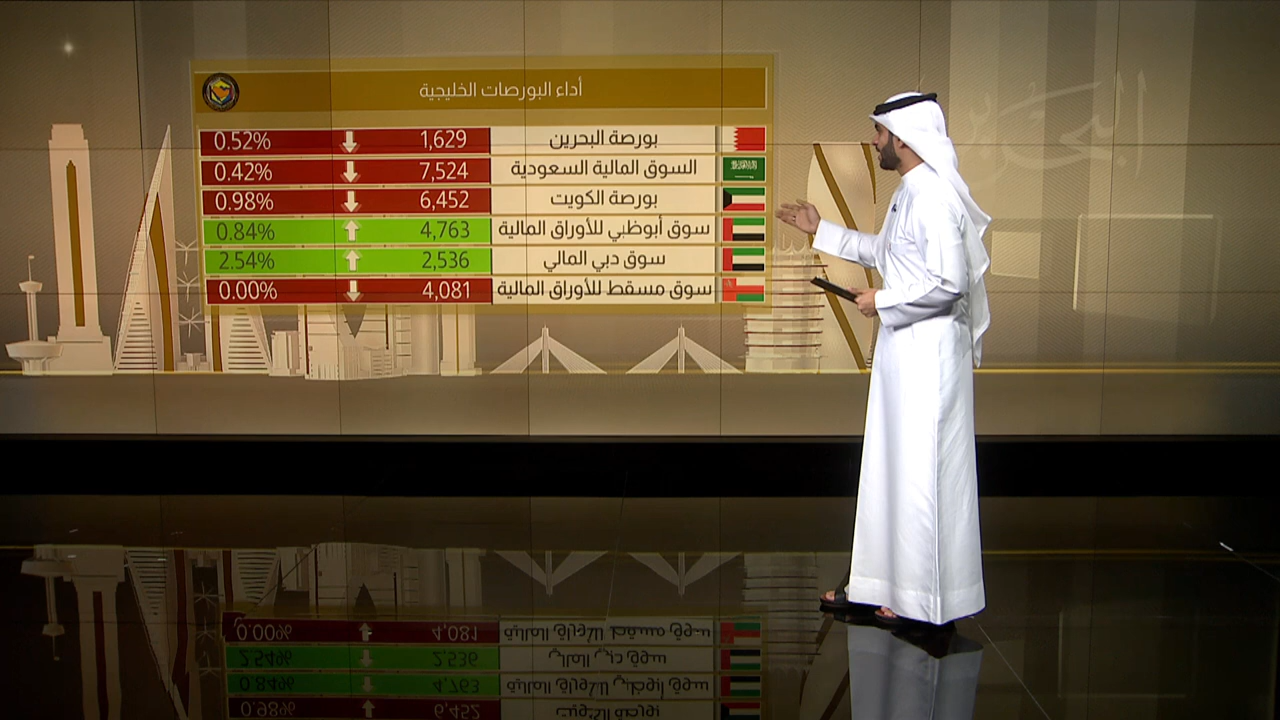 أداء البورصات الخليجية
بورصة البحرين 1,629 0.52%
السوق المالية السعودية 7,524 0.42%
بورصة الكويت 6,452 0.98%
سوق أبوظبي للأوراق المالية 4,763 0.84%
سوق دبي المالي 2,536 2.54%
سوق مسقط للأوراق المالية 4,081 0.00%
البحرين